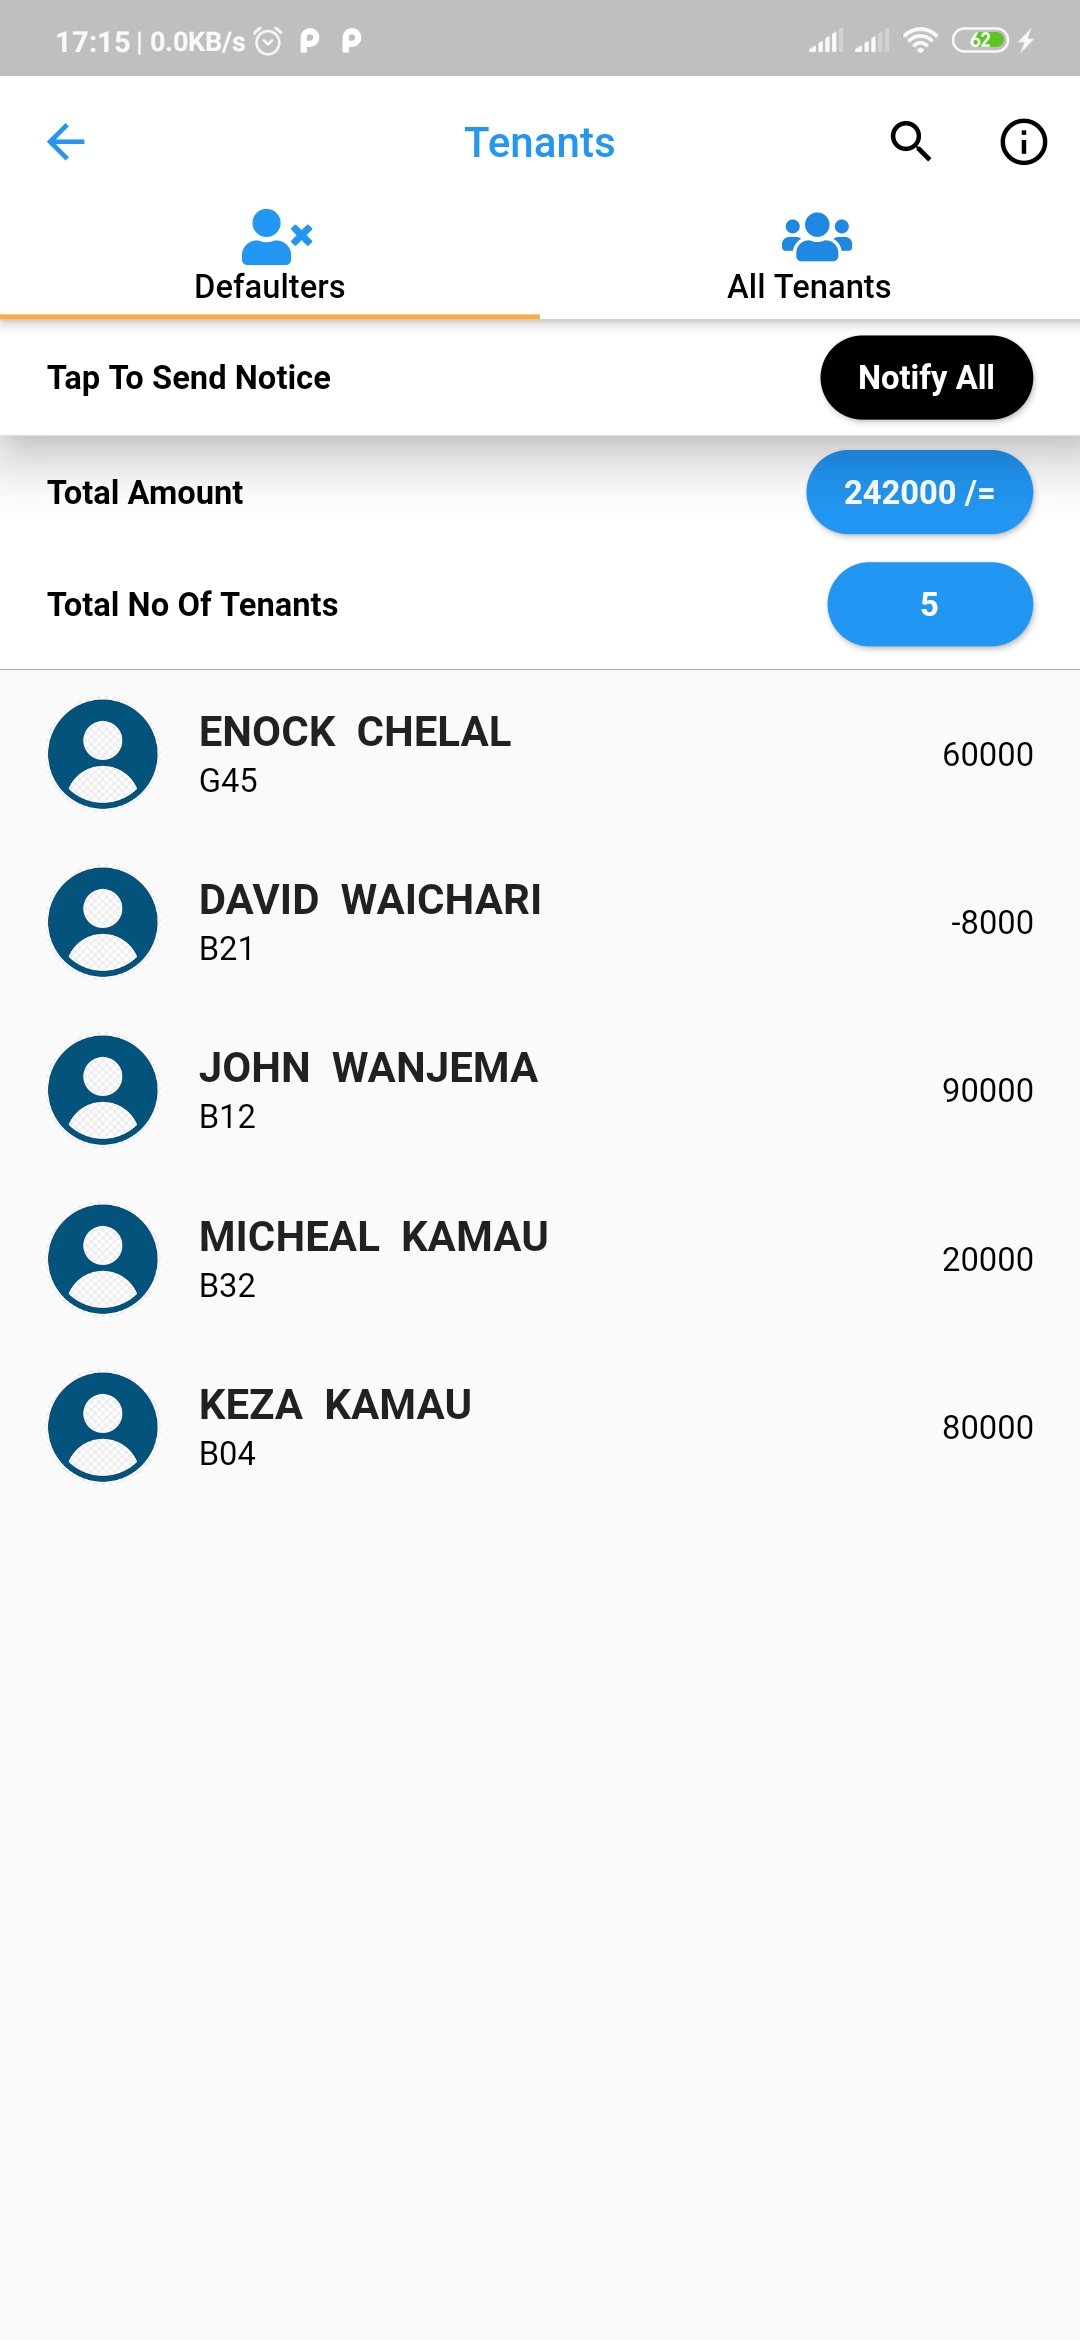 17:15 | 0.0KB/s
62
Tenants
Defaulters
All Tenants
Tap To Send Notice
Notify All
Total Amount
242000 /=
Total No Of Tenants
5
ENOCK CHELAL
G45
60000
DAVID WAICHARI
B21
-8000
JOHN WANJEMA
B12
90000
MICHEAL KAMAU
B32
20000
KEZA KAMAU
B04
80000